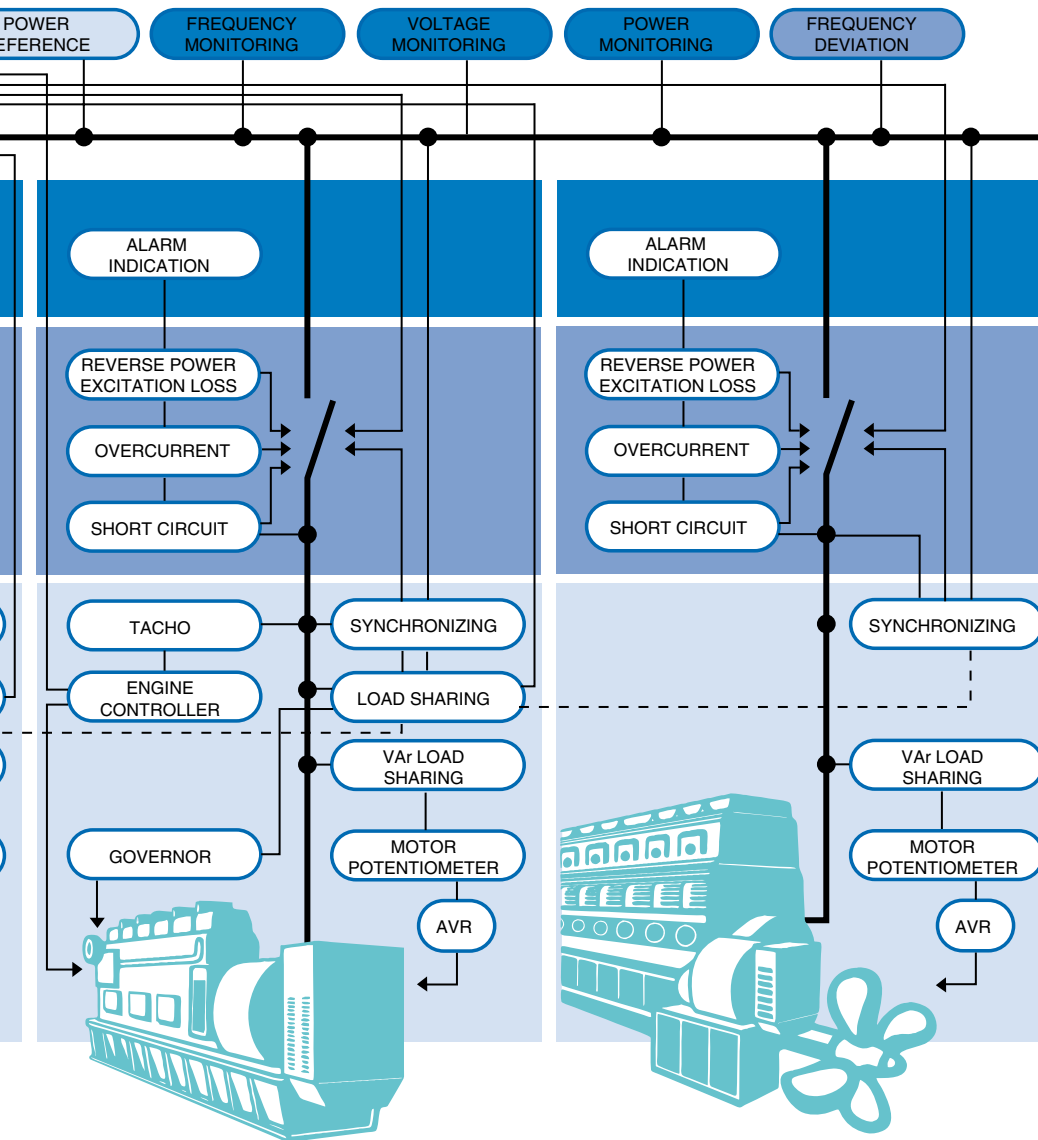 POWER
EFERENCE
FREQUENCY
MONITORING
VOLTAGE
MONITORING
POWER
MONITORING
FREQUENCY
DEVIATION
ALARM
INDICATION
REVERSE POWER
EXCITATION LOSS
OVERCURRENT
SHORT CIRCUIT
TACHO
SYNCHRONIZING
ENGINE
CONTROLLER
LOAD SHARING
VAr LOAD
SHARING
GOVERNOR
MOTOR
POTENTIOMETER
AVR
ALARM
INDICATION
REVERSE POWER
EXCITATION LOSS
OVERCURRENT
SHORT CIRCUIT
SYNCHRONIZING
VAr LOAD
SHARING
MOTOR
POTENTIOMETER
AVR